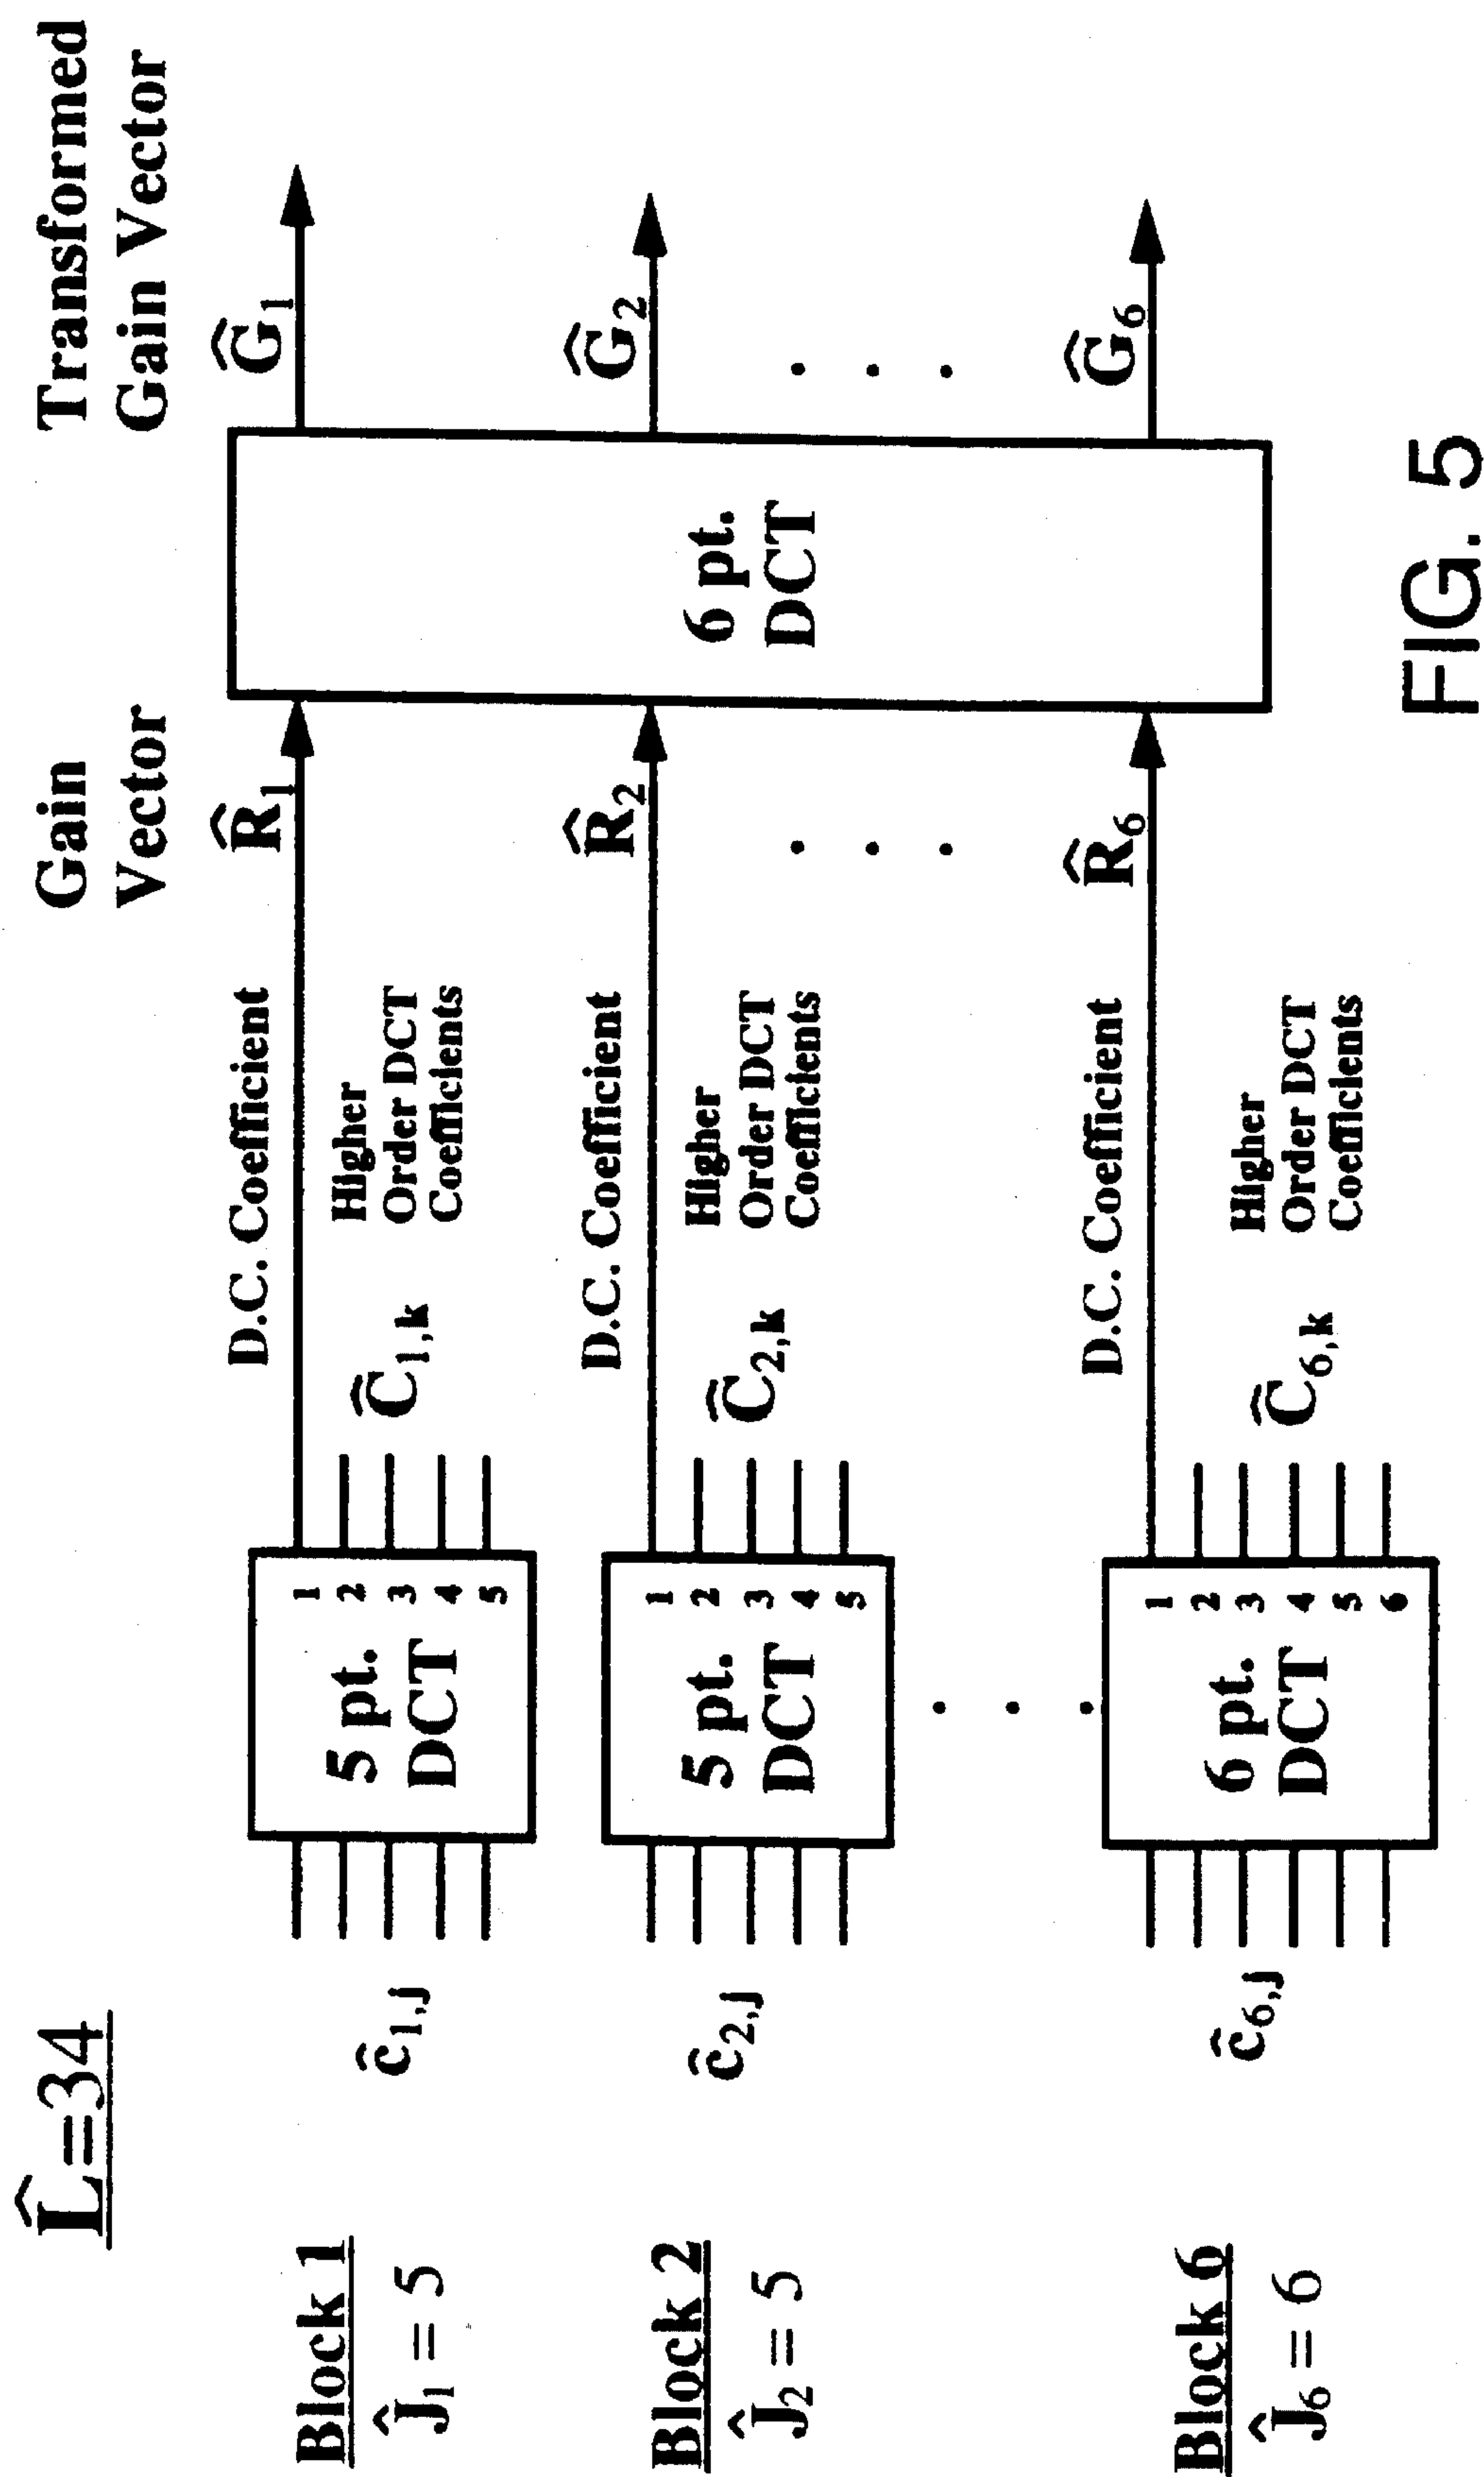 L̂=34
Gain
Vector
Transformed
Gain Vector
Block 1
Ĵ₁ = 5
ĉ₁,ⱼ
5 pt.
DCT
1
2
3
4
5
D.C. Coefficient
Ĉ₁,ₖ
Higher
Order DCT
Coefficients
R̂₁
Ĝ₁
Block 2
Ĵ₂ = 5
ĉ₂,ⱼ
5 pt.
DCT
1
2
3
4
5
D.C. Coefficient
Ĉ₂,ₖ
Higher
Order DCT
Coefficients
R̂₂
6 pt.
DCT
Ĝ₂
. . .
. . .
. . .
Block 6
Ĵ₆ = 6
ĉ₆,ⱼ
6 pt.
DCT
1
2
3
4
5
6
D.C. Coefficient
Ĉ₆,ₖ
Higher
Order DCT
Coefficients
R̂₆
Ĝ₆
FIG. 5